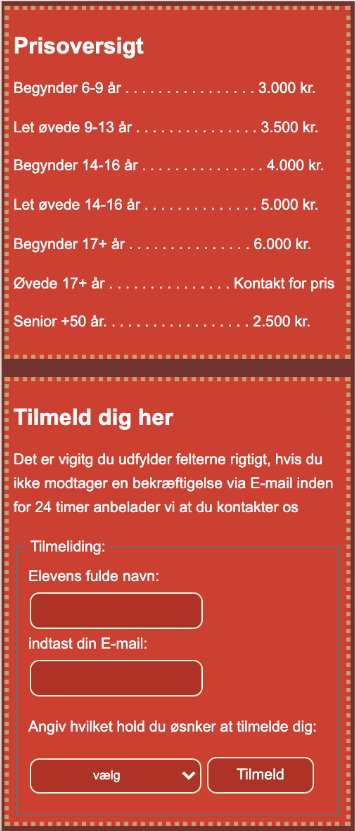 Prisoversigt
Begynder 6-9 år . . . . . . . . . . . . . . . . 3.000 kr.
Let øvede 9-13 år . . . . . . . . . . . . . . . 3.500 kr.
Begynder 14-16 år . . . . . . . . . . . . . . . 4.000 kr.
Let øvede 14-16 år . . . . . . . . . . . . . . 5.000 kr.
Begynder 17+ år . . . . . . . . . . . . . . . 6.000 kr.
Øvede 17+ år . . . . . . . . . . . . . . . Kontakt for pris
Senior +50 år. . . . . . . . . . . . . . . . . . 2.500 kr.
Tilmeld dig her
Det er vigitg du udfylder felterne rigtigt, hvis du
ikke modtager en bekræftigelse via E-mail inden
for 24 timer anbelader vi at du kontakter os
Tilmeliding:
Elevens fulde navn:
indtast din E-mail:
Angiv hvilket hold du øsnker at tilmelde dig:
vælg Tilmeld